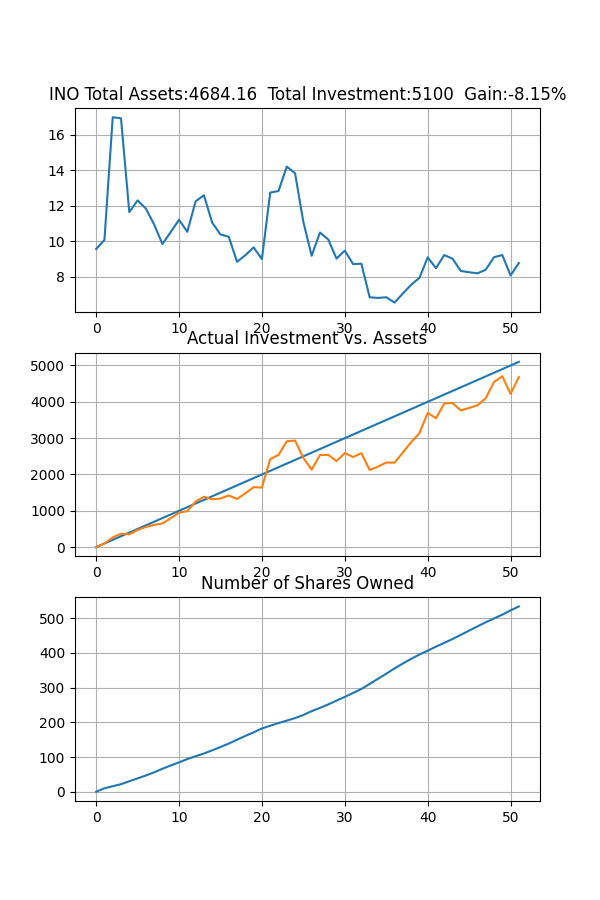 INO Total Assets:4684.16  Total Investment:5100  Gain:-8.15%
16
14
12
10
8
0 10 20 30 40 50
Actual Investment vs. Assets
5000
4000
3000
2000
1000
0
0 10 20 30 40 50
Number of Shares Owned
500
400
300
200
100
0
0 10 20 30 40 50